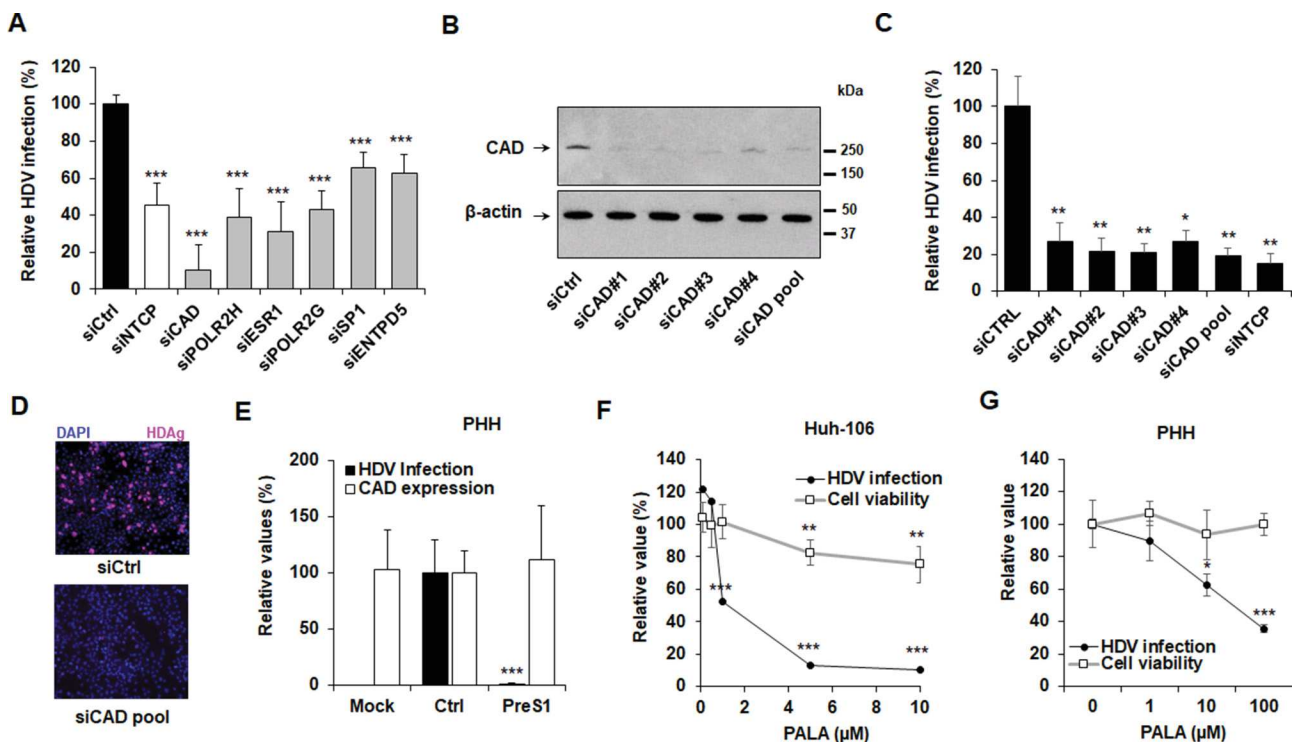 A
Relative HDV infection (%)
120
100
80
60
40
20
0
***
***
***
***
***
***
***
siCtrl
siNTCP
siCAD
siPOLR2H
siESR1
siPOLR2G
siSP1
siENTPD5
B
kDa
CAD
250
150
β-actin
50
37
siCtrl
siCAD#1
siCAD#2
siCAD#3
siCAD#4
siCAD pool
C
Relative HDV infection (%)
120
100
80
60
40
20
0
**
**
**
*
**
**
siCTRL
siCAD#1
siCAD#2
siCAD#3
siCAD#4
siCAD pool
siNTCP
D
DAPI HDAg
siCtrl
siCAD pool
E
PHH
Relative values (%)
200
150
100
50
0
HDV Infection
CAD expression
***
Mock
Ctrl
PreS1
F
Huh-106
Relative values (%)
140
120
100
80
60
40
20
0
HDV infection
Cell viability
**
**
***
***
***
0 2 4 6 8 10
PALA (µM)
G
PHH
Relative value
140
120
100
80
60
40
20
0
*
***
HDV infection
Cell viability
0 1 10 100
PALA (µM)